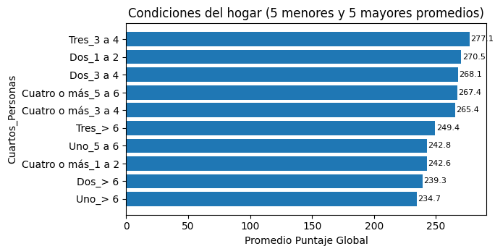 Condiciones del hogar (5 menores y 5 mayores promedios)
Cuartos_Personas
Tres_3 a 4 277.1
Dos_1 a 2 270.5
Dos_3 a 4 268.1
Cuatro o más_5 a 6 267.4
Cuatro o más_3 a 4 265.4
Tres_> 6 249.4
Uno_5 a 6 242.8
Cuatro o más_1 a 2 242.6
Dos_> 6 239.3
Uno_> 6 234.7
0 50 100 150 200 250
Promedio Puntaje Global